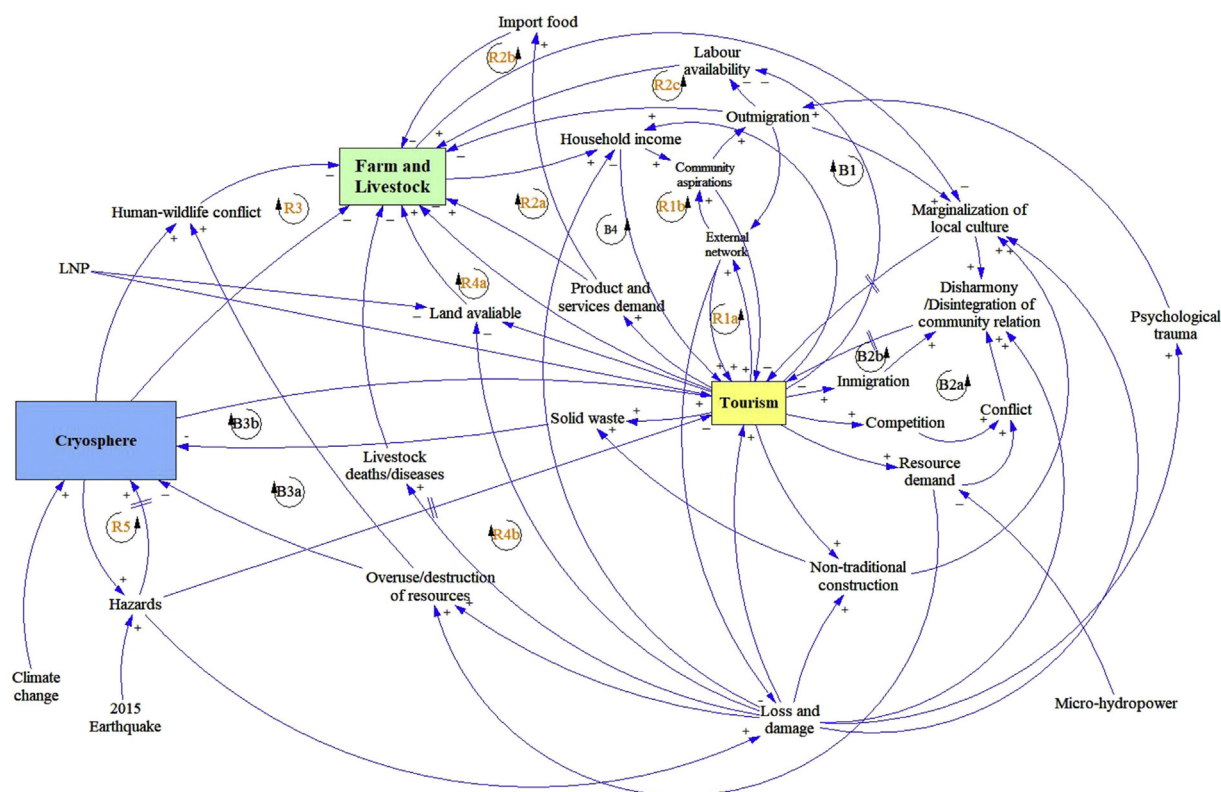 Import food
R2b
Labour
availability
R2c
Outmigration
Household income
B1
Farm and
Livestock
Community
aspirations
Human-wildlife conflict
R3
R2a
R1b
B4
Marginalization of
local culture
External
network
LNP
R4a
Product and
services demand
Land avaliable
R1a
Disharmony
/Disintegration of
community relation
Psychological
trauma
B2b
Inmigration
B2a
Tourism
Cryosphere
B3b
Solid waste
Competition
Conflict
Livestock
deaths/diseases
Resource
demand
B3a
R5
R4b
Hazards
Overuse/destruction
of resources
Non-traditional
construction
Climate
change
2015
Earthquake
Loss and
damage
Micro-hydropower